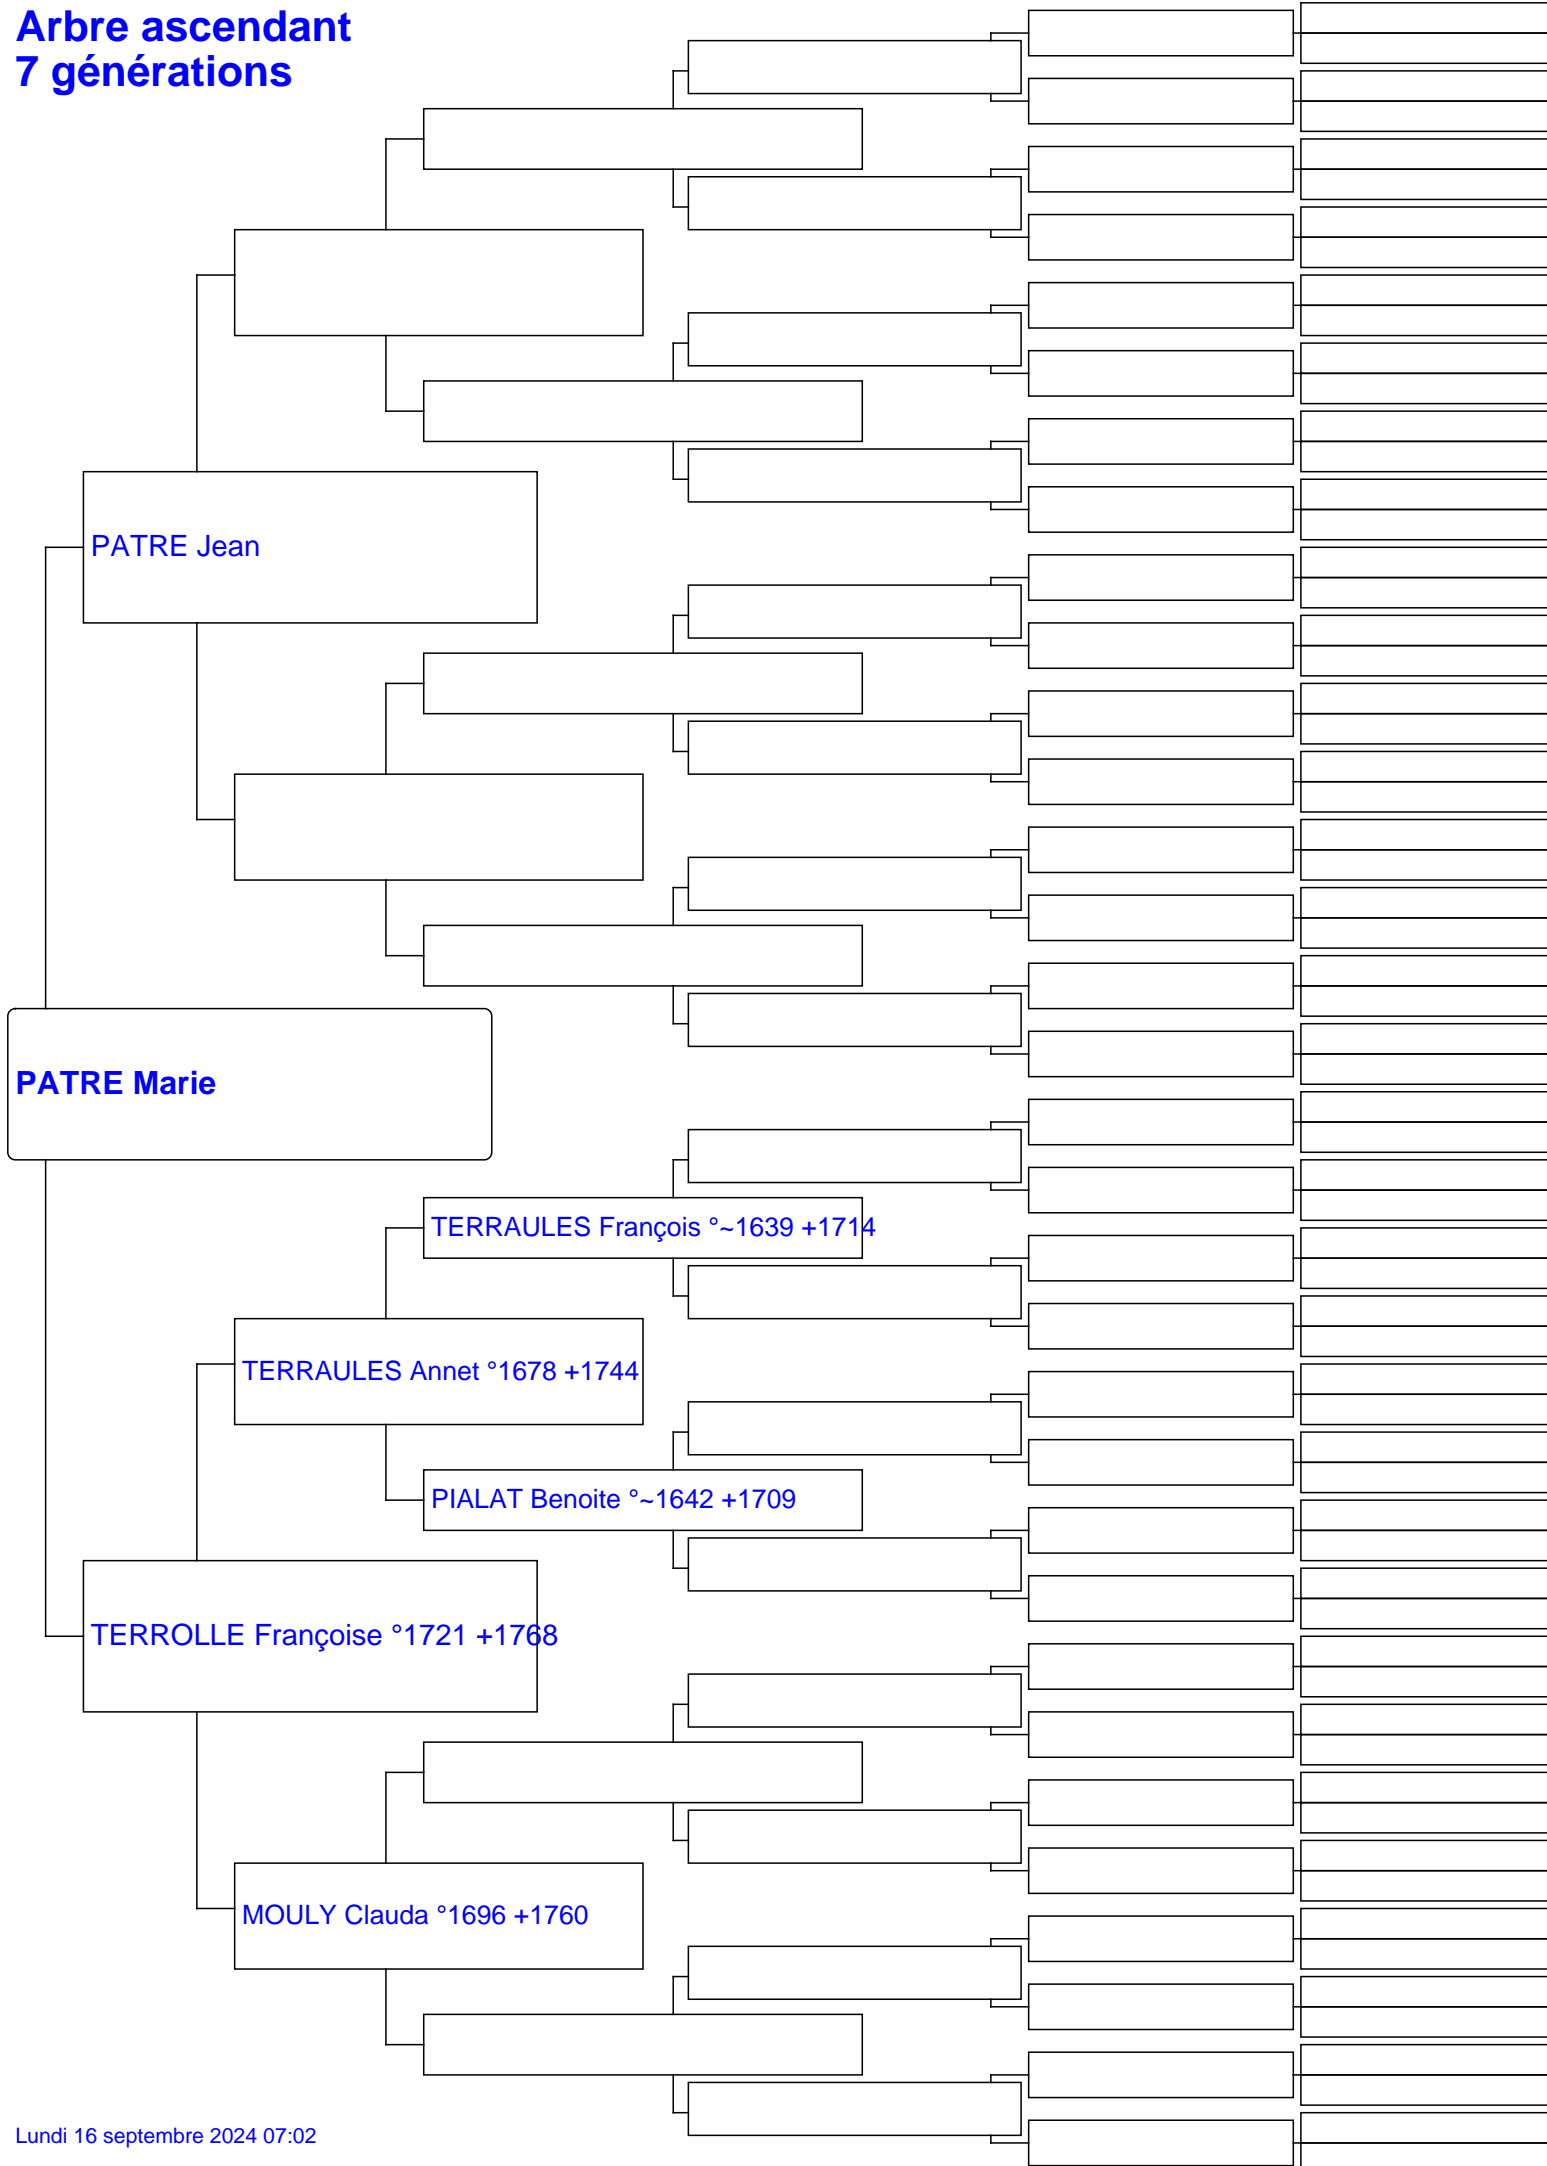 Arbre ascendant
7 générations
PATRE Jean
PATRE Marie
TERRAULES François °~1639 +1714
TERRAULES Annet °1678 +1744
PIALAT Benoite °~1642 +1709
TERROLLE Françoise °1721 +1768
MOULY Clauda °1696 +1760
Lundi 16 septembre 2024 07:02